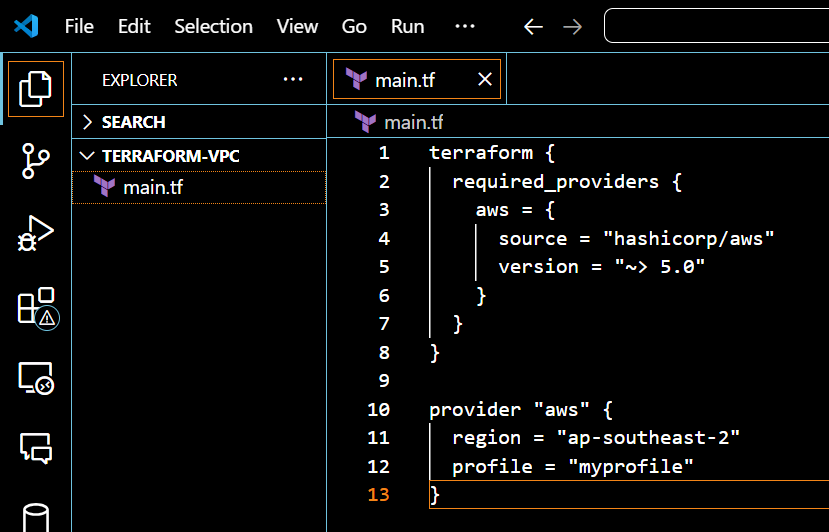 File Edit Selection View Go Run ···
EXPLORER ···
SEARCH
TERRAFORM-VPC
main.tf
main.tf
main.tf
1 terraform {
2 required_providers {
3 aws = {
4 source = "hashicorp/aws"
5 version = "~> 5.0"
6 }
7 }
8 }
9
10 provider "aws" {
11 region = "ap-southeast-2"
12 profile = "myprofile"
13 }